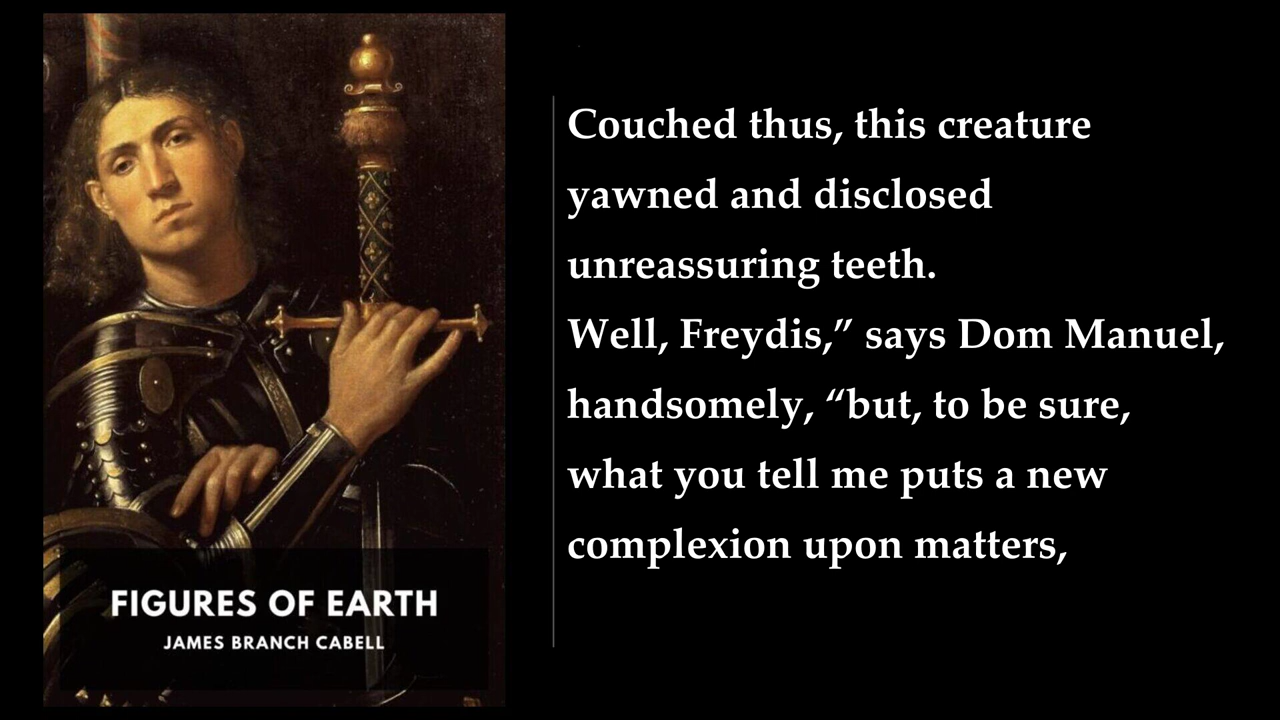 Couched thus, this creature
yawned and disclosed
unreassuring teeth.
Well, Freydis,” says Dom Manuel,
handsomely, “but, to be sure,
what you tell me puts a new
complexion upon matters,
FIGURES OF EARTH
JAMES BRANCH CABELL